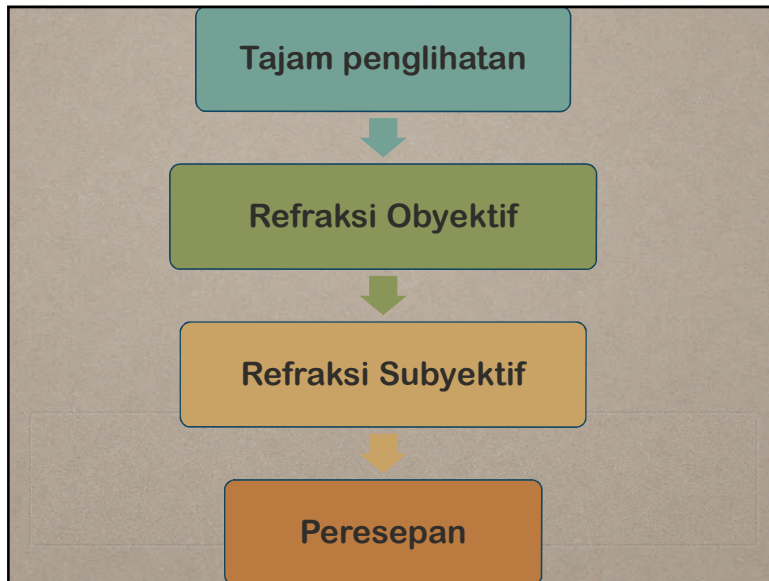 Tajam penglihatan
Refraksi Obyektif
Refraksi Subyektif
Peresepan